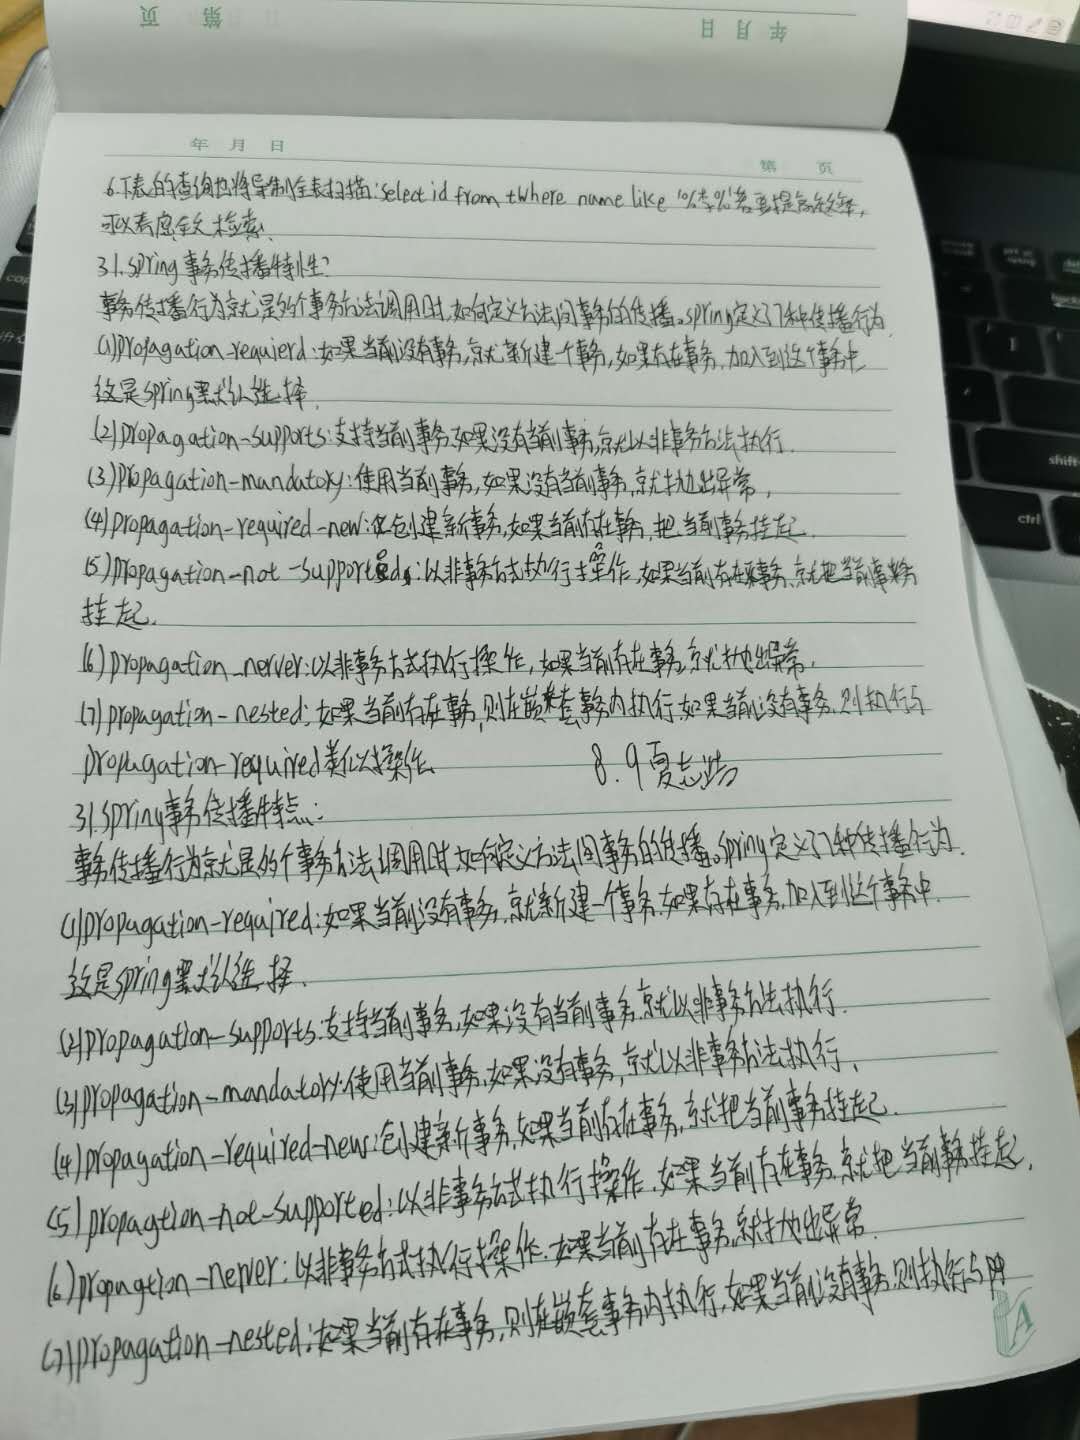 页 第 日 月 年
年 月 日
第 页
6.下表的查询也将导制全表扫描:select id from t where name like '%李%'若要提高效率,
可以考虑全文检索.
31.spring事务传播特性:
事务传播行为就是多个事务方法调用时,如何定义方法间事务的传播。spring定义了7种传播行为
(1)propagation-requierd:如果当前没有事务,就新建一个事务,如果存在事务,加入到这个事务中
这是spring默认选择.
(2)propagation-supports:支持当前事务,如果没有当前事务,就以非事务方法执行.
(3)propagation-mandatory:使用当前事务,如果没有当前事务,就抛出异常,
(4)propagation-required-new:创建新事务,如果当前存在事务,把当前事务挂起.
(5)propagation-not-supported:以非事务方式执行操作,如果当前存在事务,就把当前事务
挂起.
(6)propagation_nerver:以非事务方式执行操作,如果当前存在事务,就抛出异常.
(7)propagation-nested:如果当前存在事务,则在嵌套事务内执行,如果当前没有事务,则执行与
propagation-required类似操作
8.9夏志浩
31.spring事务传播特点:
事务传播行为就是多个事务方法调用时,如何定义方法间事务的传播。spring定义了7种传播行为.
(1)propagation-required:如果当前没有事务,就新建一个事务,如果存在事务,加入到这个事务中.
这是spring默认选择.
(2)propagation-supports:支持当前事务,如果没有当前事务,就以非事务方法执行.
(3)propagation-mandatory:使用当前事务,如果没有事务,就以非事务方法执行,
(4)propagation-required-new:创建新事务,如果当前存在事务,就把当前事务挂起.
(5)propagtion-not-supported:以非事务方式执行操作,如果当前存在事务,就把当前事务挂起,
(6)propagtion-nerver:以非事务方式执行操作.如果当前存在事务,就抛出异常.
(7)propagation-nested:如果当前存在事务,则在嵌套事务内执行,如果当前没有事务,则执行与